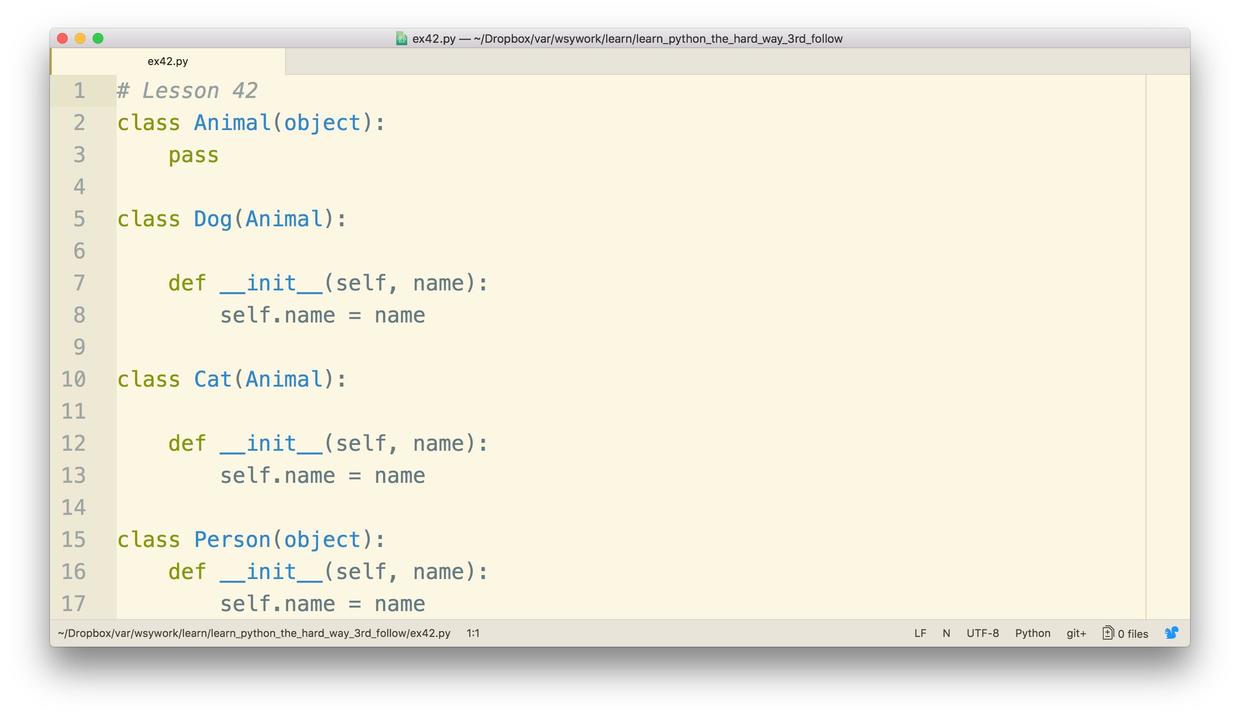 ex42.py — ~/Dropbox/var/wsywork/learn/learn_python_the_hard_way_3rd_follow
ex42.py
1 # Lesson 42
2 class Animal(object):
3     pass
4
5 class Dog(Animal):
6
7     def __init__(self, name):
8         self.name = name
9
10 class Cat(Animal):
11
12     def __init__(self, name):
13         self.name = name
14
15 class Person(object):
16     def __init__(self, name):
17         self.name = name
~/Dropbox/var/wsywork/learn/learn_python_the_hard_way_3rd_follow/ex42.py 1:1 LF N UTF-8 Python git+ 0 files